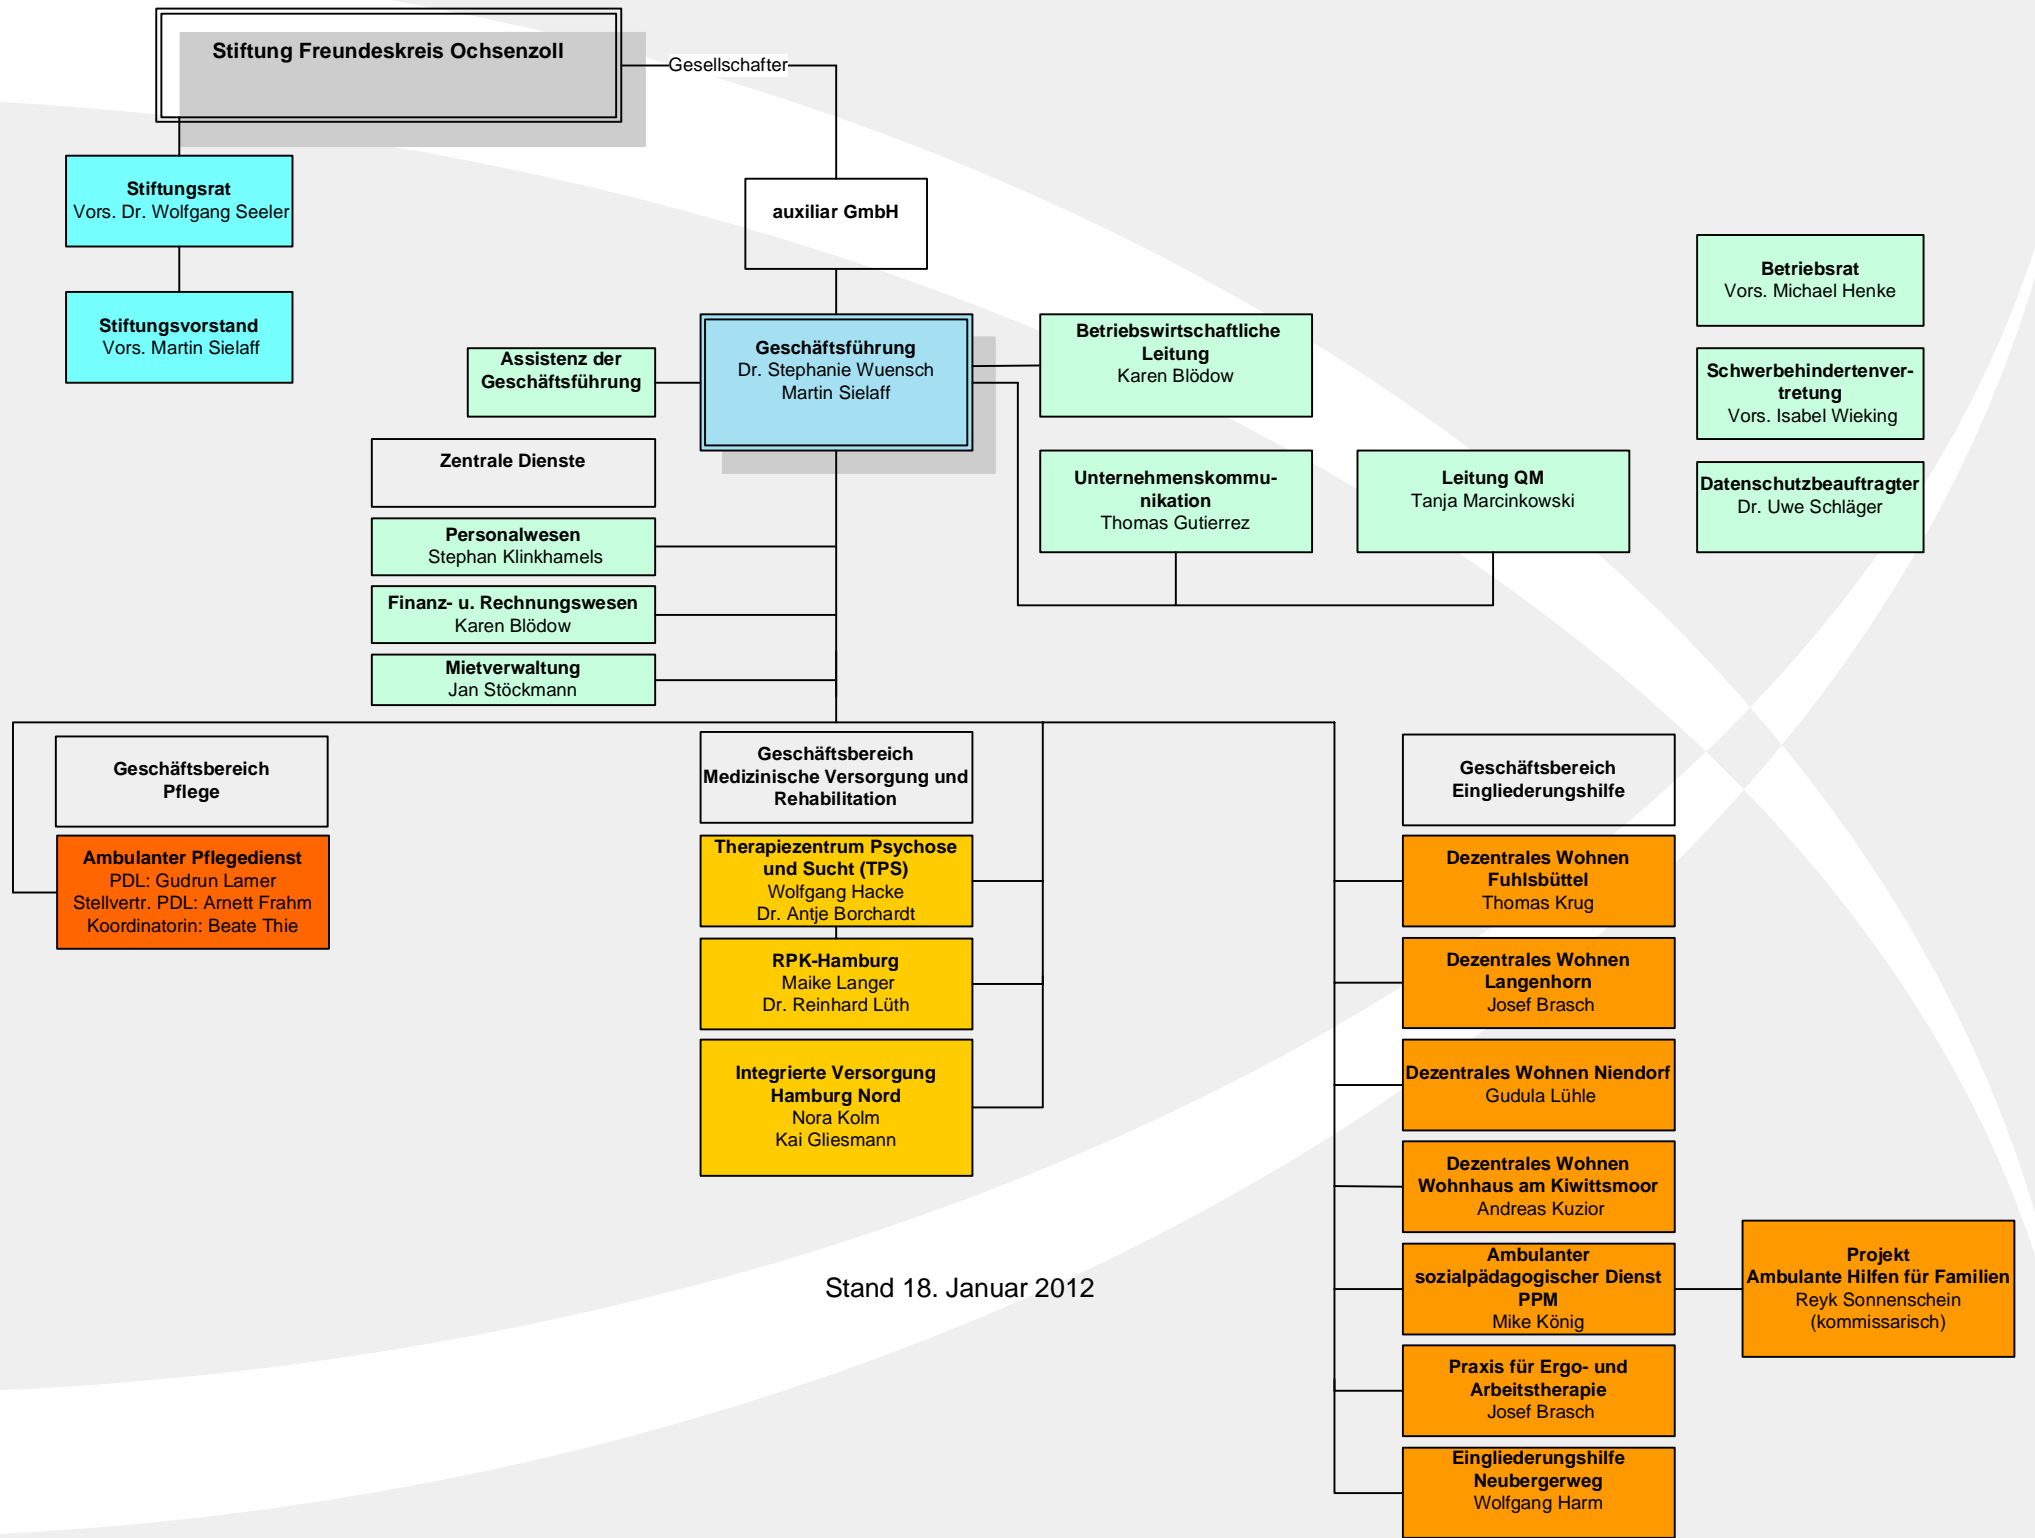 Stiftung Freundeskreis Ochsenzoll
Gesellschafter
Stiftungsrat
Vors. Dr. Wolfgang Seeler
Stiftungsvorstand
Vors. Martin Sielaff
auxiliar GmbH
Geschäftsführung
Dr. Stephanie Wuensch
Martin Sielaff
Assistenz der
Geschäftsführung
Betriebswirtschaftliche
Leitung
Karen Blödow
Unternehmenskommu-
nikation
Thomas Gutierrez
Leitung QM
Tanja Marcinkowski
Betriebsrat
Vors. Michael Henke
Schwerbehindertenver-
tretung
Vors. Isabel Wieking
Datenschutzbeauftragter
Dr. Uwe Schläger
Zentrale Dienste
Personalwesen
Stephan Klinkhamels
Finanz- u. Rechnungswesen
Karen Blödow
Mietverwaltung
Jan Stöckmann
Geschäftsbereich
Pflege
Ambulanter Pflegedienst
PDL: Gudrun Lamer
Stellvertr. PDL: Arnett Frahm
Koordinatorin: Beate Thie
Geschäftsbereich
Medizinische Versorgung und
Rehabilitation
Therapiezentrum Psychose
und Sucht (TPS)
Wolfgang Hacke
Dr. Antje Borchardt
RPK-Hamburg
Maike Langer
Dr. Reinhard Lüth
Integrierte Versorgung
Hamburg Nord
Nora Kolm
Kai Gliesmann
Geschäftsbereich
Eingliederungshilfe
Dezentrales Wohnen
Fuhlsbüttel
Thomas Krug
Dezentrales Wohnen
Langenhorn
Josef Brasch
Dezentrales Wohnen Niendorf
Gudula Lühle
Dezentrales Wohnen
Wohnhaus am Kiwittsmoor
Andreas Kuzior
Ambulanter
sozialpädagogischer Dienst
PPM
Mike König
Projekt
Ambulante Hilfen für Familien
Reyk Sonnenschein
(kommissarisch)
Praxis für Ergo- und
Arbeitstherapie
Josef Brasch
Eingliederungshilfe
Neubergerweg
Wolfgang Harm
Stand 18. Januar 2012